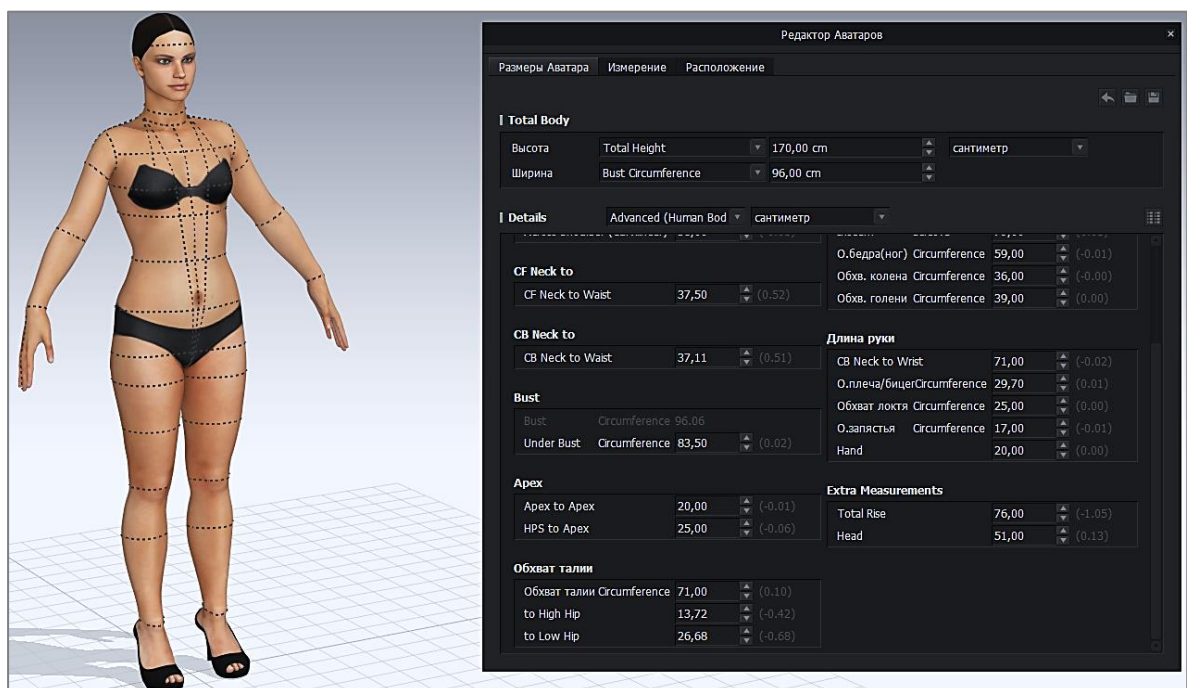 Редактор Аватаров
Размеры Аватара Измерение Расположение
Total Body
Высота Total Height 170,00 cm сантиметр
Ширина Bust Circumference 96,00 cm
Details Advanced (Human Bod сантиметр
CF Neck to
CF Neck to Waist 37,50 (0.52)
CB Neck to
CB Neck to Waist 37,11 (0.51)
Bust
Bust Circumference 96.06
Under Bust Circumference 83,50 (0.02)
Apex
Apex to Apex 20,00 (-0.01)
HPS to Apex 25,00 (-0.06)
Обхват талии
Обхват талии Circumference 71,00 (0.10)
to High Hip 13,72 (-0.42)
to Low Hip 26,68 (-0.68)
О.бедра(ног) Circumference 59,00 (-0.01)
Обхв. колена Circumference 36,00 (-0.00)
Обхв. голени Circumference 39,00 (0.00)
Длина руки
CB Neck to Wrist 71,00 (-0.02)
О.плеча/бицеrCircumference 29,70 (0.01)
Обхват локтя Circumference 25,00 (0.00)
О.запястья Circumference 17,00 (-0.01)
Hand 20,00 (0.00)
Extra Measurements
Total Rise 76,00 (-1.05)
Head 51,00 (0.13)